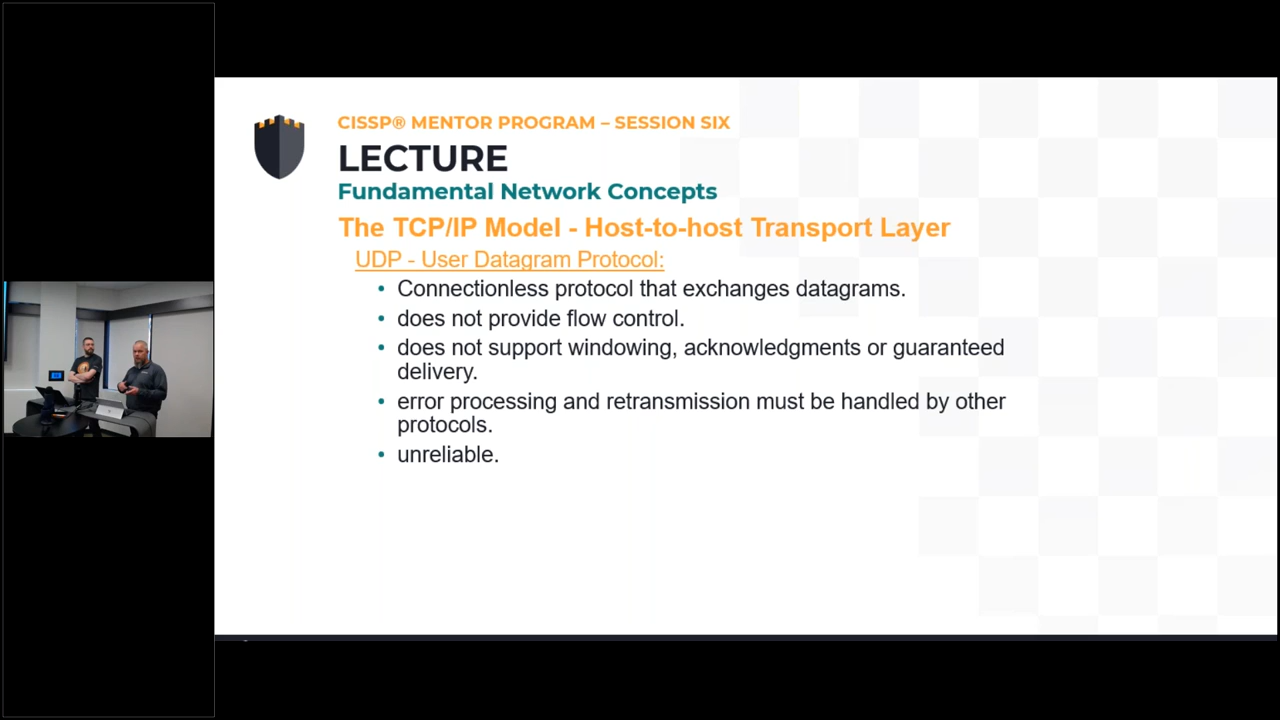 CISSP® MENTOR PROGRAM – SESSION SIX
LECTURE
Fundamental Network Concepts
The TCP/IP Model - Host-to-host Transport Layer
UDP - User Datagram Protocol:
• Connectionless protocol that exchanges datagrams.
• does not provide flow control.
• does not support windowing, acknowledgments or guaranteed
delivery.
• error processing and retransmission must be handled by other
protocols.
• unreliable.